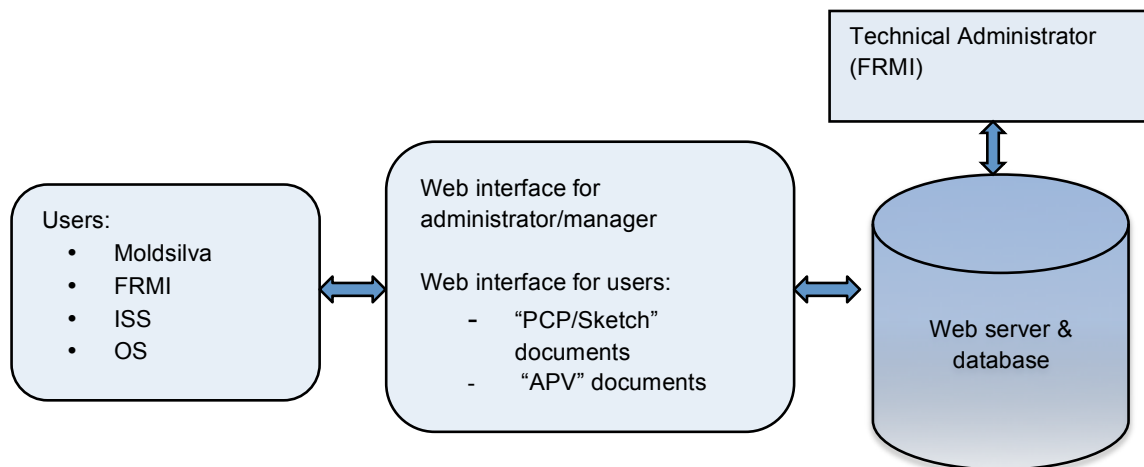 Technical Administrator
(FRMI)
Users:
• Moldsilva
• FRMI
• ISS
• OS
Web interface for
administrator/manager
Web interface for users:
- “PCP/Sketch”
documents
- “APV” documents
Web server &
database